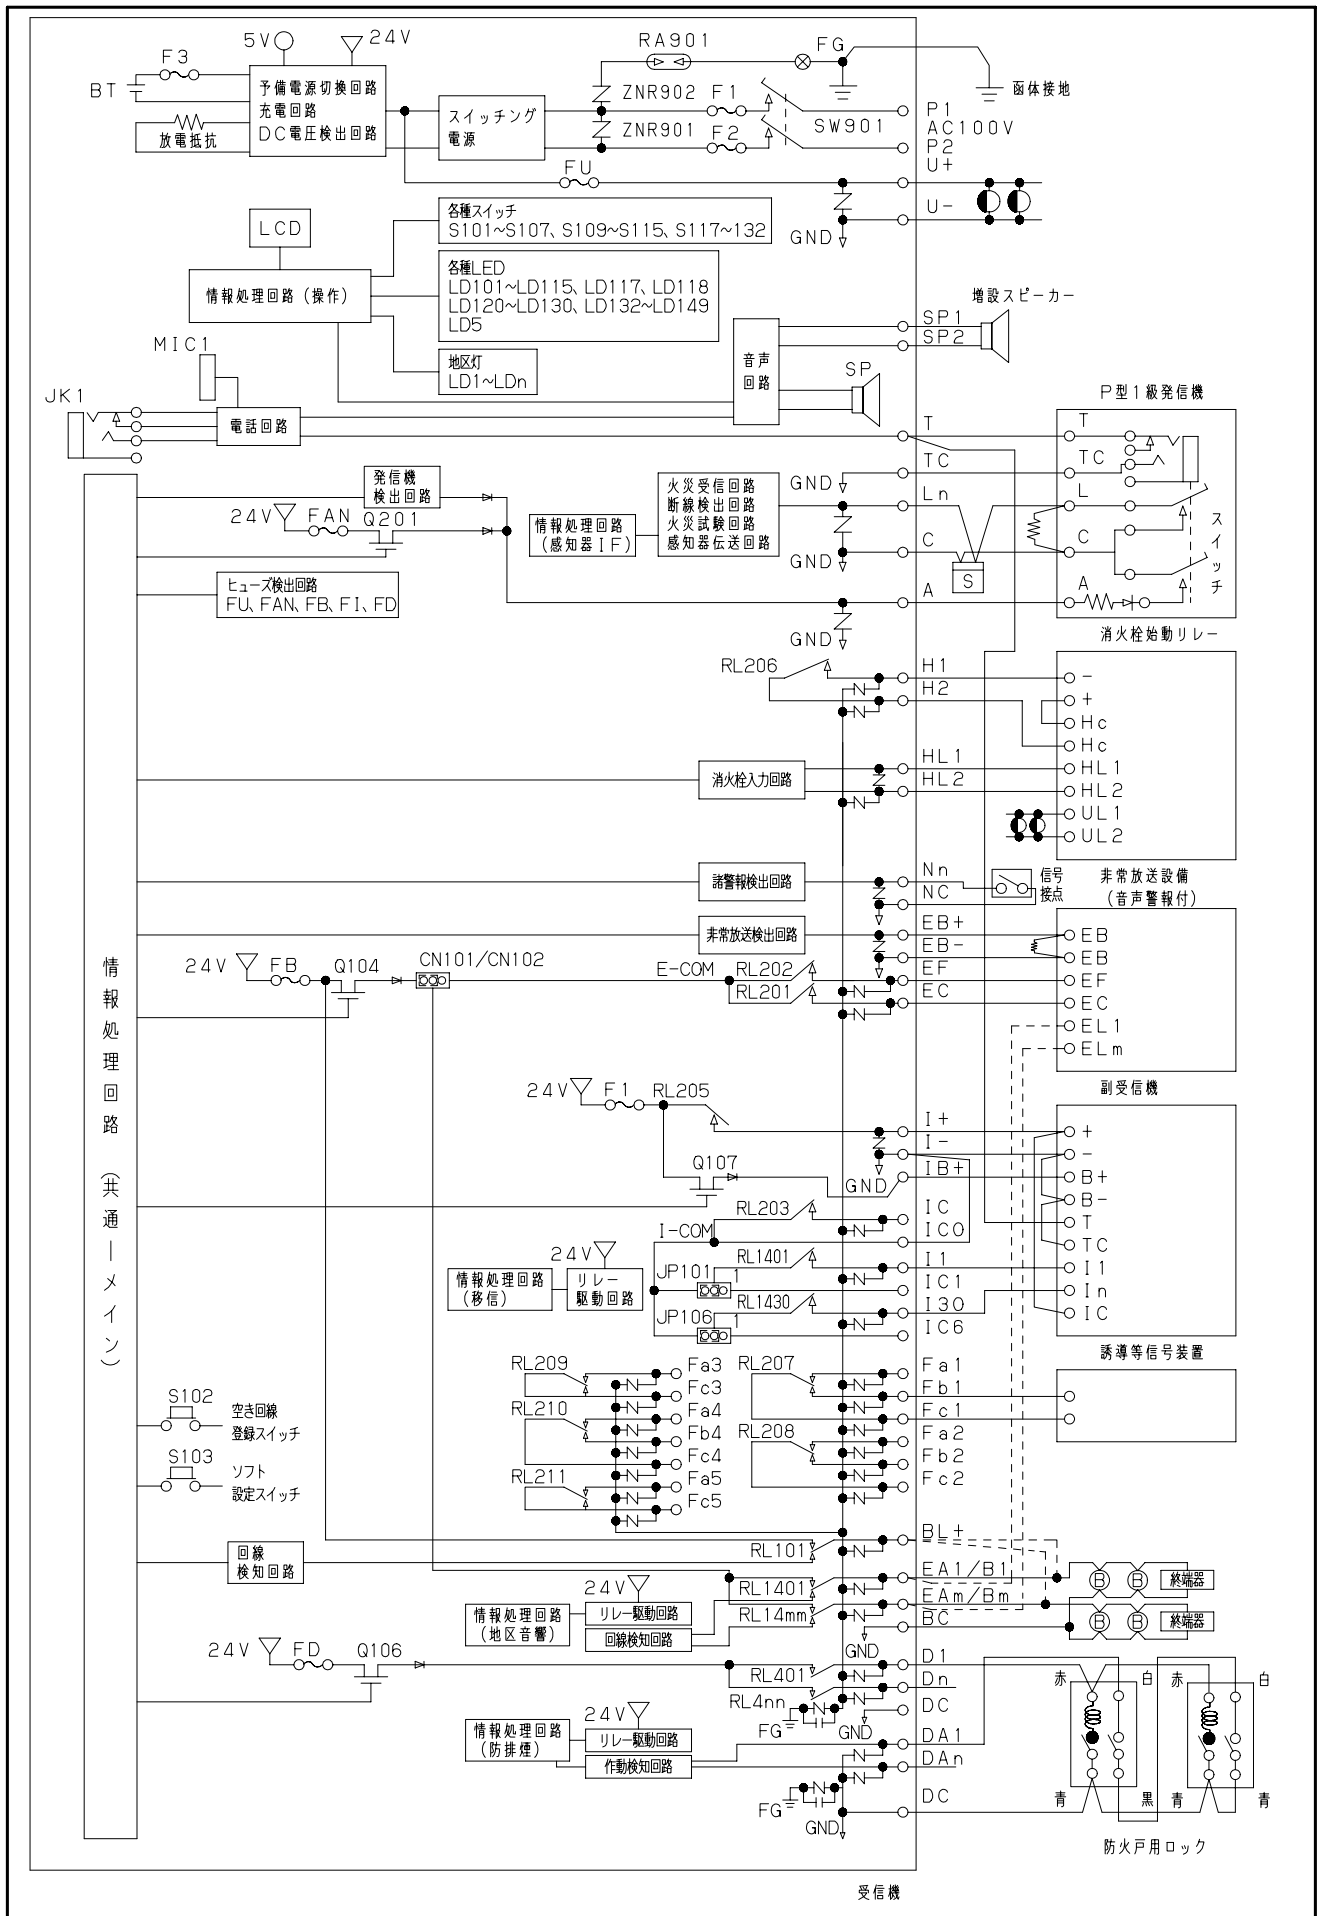 5V
24V
F3
BT
予備電源切換回路
充電回路
DC電圧検出回路
放電抵抗
スイッチング
電源
RA901
FG
函体接地
ZNR902
F1
ZNR901
F2
SW901
P1
AC100V
P2
FU
U+
U-
GND
LCD
情報処理回路（操作）
各種スイッチ
S101~S107、S109~S115、S117~132
各種LED
LD101~LD115、LD117、LD118
LD120~LD130、LD132~LD149
LD5
地区灯
LD1~LDn
音声
回路
SP1
SP2
増設スピーカー
SP
MIC1
JK1
電話回路
T
TC
P型1級発信機
T
TC
L
C
A
スイッチ
発信機
検出回路
24V
FAN
Q201
情報処理回路
(感知器IF)
火災受信回路
断線検出回路
火災試験回路
感知器伝送回路
GND
Ln
GND
C
S
A
GND
ヒューズ検出回路
FU、FAN、FB、FI、FD
消火栓始動リレー
RL206
H1
H2
-
+
Hc
Hc
HL1
HL2
UL1
UL2
消火栓入力回路
HL1
HL2
諸警報検出回路
Nn
NC
信号
接点
非常放送設備
(音声警報付)
非常放送検出回路
EB+
EB-
EF
EC
EB
EB
EF
EC
EL1
ELm
24V
FB
Q104
CN101/CN102
E-COM
RL202
RL201
情報処理回路（共通ーメイン）
副受信機
24V
F1
RL205
I+
I-
IB+
GND
Q107
RL203
I-COM
IC
IC0
24V
情報処理回路
(移信)
リレー
駆動回路
JP101
1
RL1401
I1
IC1
JP106
1
RL1430
I30
IC6
+
-
B+
B-
T
TC
I1
In
IC
誘導等信号装置
RL209
Fa3
Fc3
RL210
Fa4
Fb4
Fc4
RL211
Fa5
Fc5
RL207
Fa1
Fb1
Fc1
RL208
Fa2
Fb2
Fc2
S102
空き回線
登録スイッチ
S103
ソフト
設定スイッチ
回線
検知回路
RL101
BL+
RL1401
EA1/B1
RL14mm
EAm/Bm
BC
GND
24V
情報処理回路
(地区音響)
リレー駆動回路
回線検知回路
B
B
終端器
B
B
終端器
24V
FD
Q106
RL401
RL4nn
D1
Dn
DC
FG
GND
24V
情報処理回路
(防排煙)
リレー駆動回路
作動検知回路
DA1
DAn
DC
FG
GND
赤
白
青
黒
赤
白
青
青
防火戸用ロック
受信機